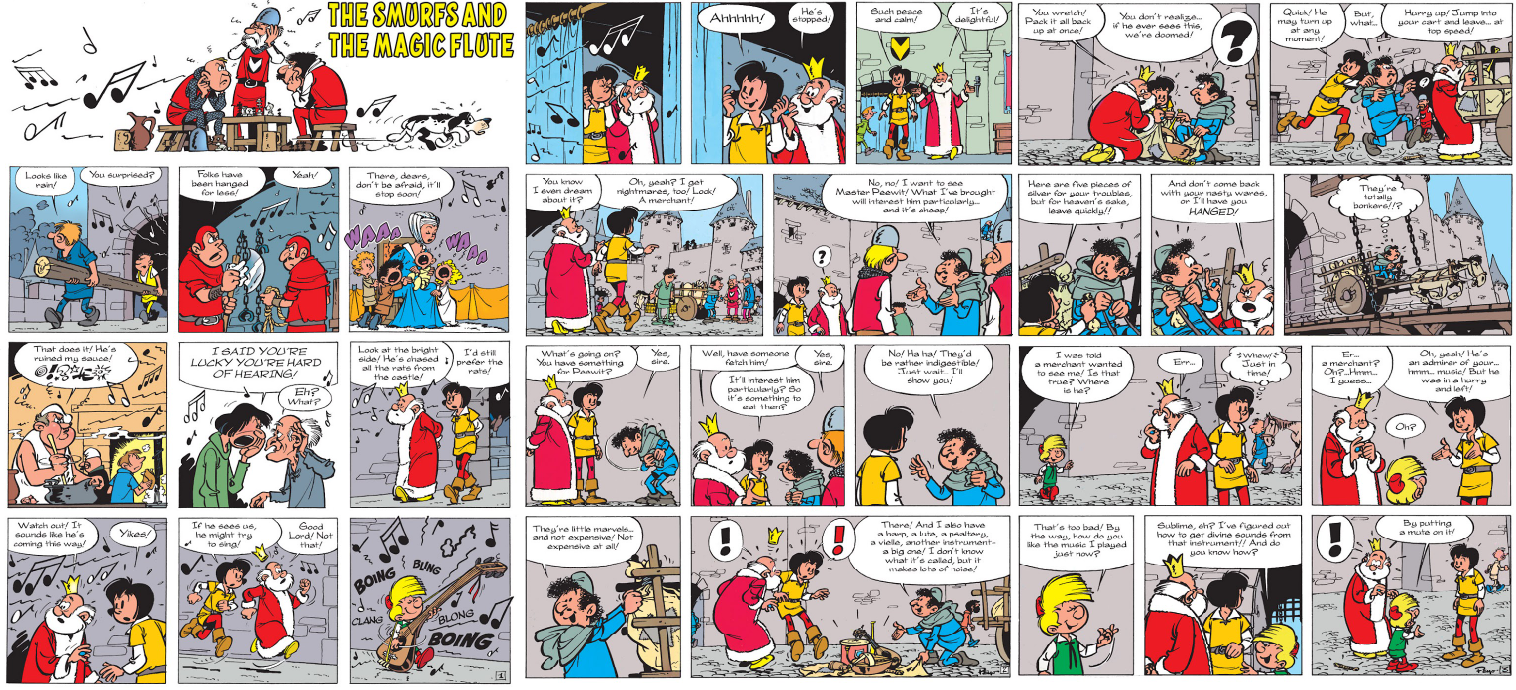 THE SMURFS AND
THE MAGIC FLUTE
Looks like
rain!
You surprised?
Folks have
been hanged
for less!
Yeah!
There, dears,
don't be afraid, it'll
stop soon!
WAAA
WAAA
That does it! He's
ruined my sauce!
I SAID YOU'RE
LUCKY YOU'RE HARD
OF HEARING!
Eh?
What?
Look at the bright
side! He's chased
all the rats from
the castle!
I'd still
prefer the
rats!
Watch out! It
sounds like he's
coming this way!
Yikes!
If he sees us,
he might try
to sing!
Good
Lord! Not
that!
BOING
BUNG
CLANG
BLONG
BOING
1
Ahhhhh!
He's
stopped!
Such peace
and calm!
It's
delightful!
You know
I even dream
about it?
Oh, yeah? I get
nightmares, too! Look!
A merchant!
No, no! I want to see
Master Peewit! What I've brough-
will interest him particularly...
and it's cheap!
?
What's going on?
You have something
for Peewit?
Yes,
sire.
Well, have someone
fetch him!
Yes,
sire.
It'll interest him
particularly? So
it's something to
eat then?
No! Ha ha! They'd
be rather indigestible!
Just wait... I'll
show you!
They're little marvels...
and not expensive! Not
expensive at all!
!
!
There! And I also have
a harp, a lute, a psaltery,
a vielle, another instrument-
a big one! I don't know
what it's called, but it
makes lots of noise!
Peyo
You wretch!
Pack it all back
up at once!
You don't realize...
if he ever sees this,
we're doomed!
?
Quick! He
may turn up
at any
moment!
But,
what...
Hurry up! Jump into
your cart and leave... at
top speed!
Here are five pieces of
silver for your troubles,
but for heaven's sake,
leave quickly!!
And don't come back
with your nasty wares,
or I'll have you
HANGED!
They're
totally
bonkers!!?
I was told
a merchant wanted
to see me! Is that
true? Where
is he?
Err...
Whew!
Just in
time!
Er...
a merchant?
Oh?..Hmm...
I guess...
Oh, yeah! He's
an admirer of your...
hmm... music! But he
was in a hurry
and left!
Oh?
That's too bad! By
the way, how do you
like the music I played
just now?
Sublime, eh? I've figured out
how to get divine sounds from
that instrument!! And do
you know how?
!
By putting
a mute on it!
Peyo